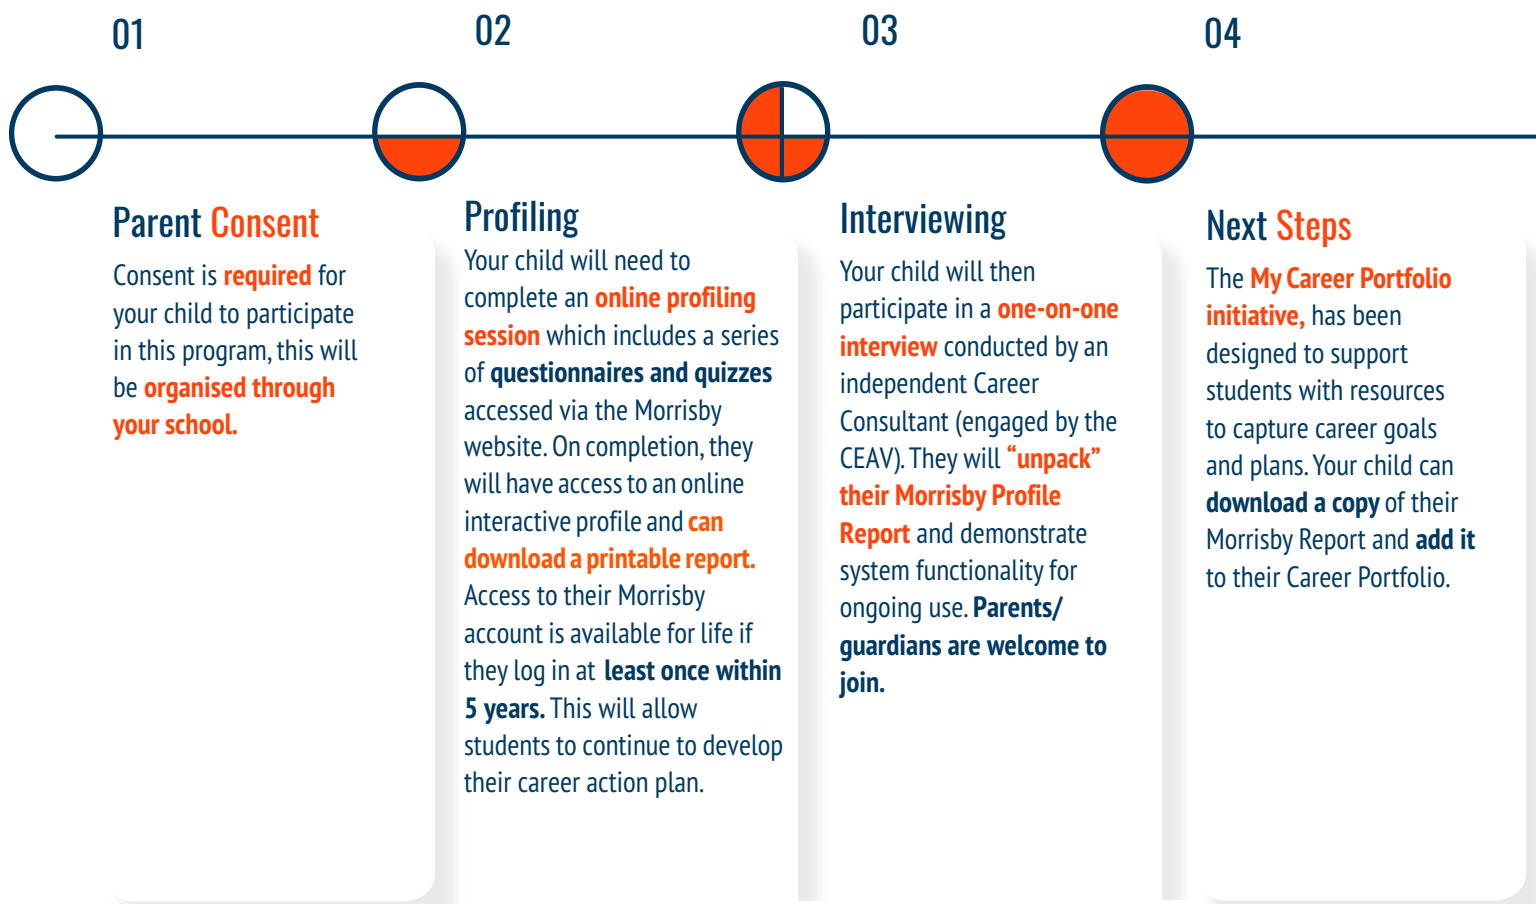 01
Parent Consent
Consent is required for
your child to participate
in this program, this will
be organised through
your school.
02
Profiling
Your child will need to
complete an online profiling
session which includes a series
of questionnaires and quizzes
accessed via the Morrisby
website. On completion, they
will have access to an online
interactive profile and can
download a printable report.
Access to their Morrisby
account is available for life if
they log in at least once within
5 years. This will allow
students to continue to develop
their career action plan.
03
Interviewing
Your child will then
participate in a one-on-one
interview conducted by an
independent Career
Consultant (engaged by the
CEAV). They will “unpack”
their Morrisby Profile
Report and demonstrate
system functionality for
ongoing use. Parents/
guardians are welcome to
join.
04
Next Steps
The My Career Portfolio
initiative, has been
designed to support
students with resources
to capture career goals
and plans. Your child can
download a copy of their
Morrisby Report and add it
to their Career Portfolio.